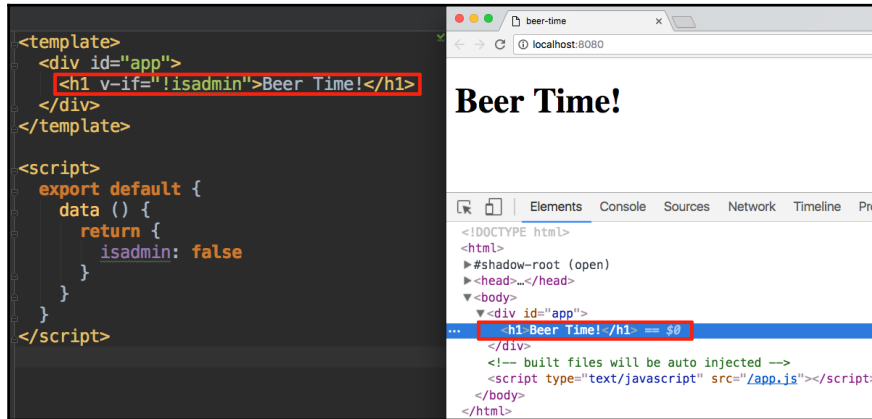 <template>
<div id="app">
<h1 v-if="!isadmin">Beer Time!</h1>
</div>
</template>
<script>
export default {
data () {
return {
isadmin: false
}
}
}
</script>
beer-time
localhost:8080
Beer Time!
Elements Console Sources Network Timeline
<!DOCTYPE html>
<html>
#shadow-root (open)
<head>…</head>
<body>
<div id="app">
… <h1>Beer Time!</h1> == $0
</div>
<!-- built files will be auto injected -->
<script type="text/javascript" src="/app.js"></script>
</body>
</html>